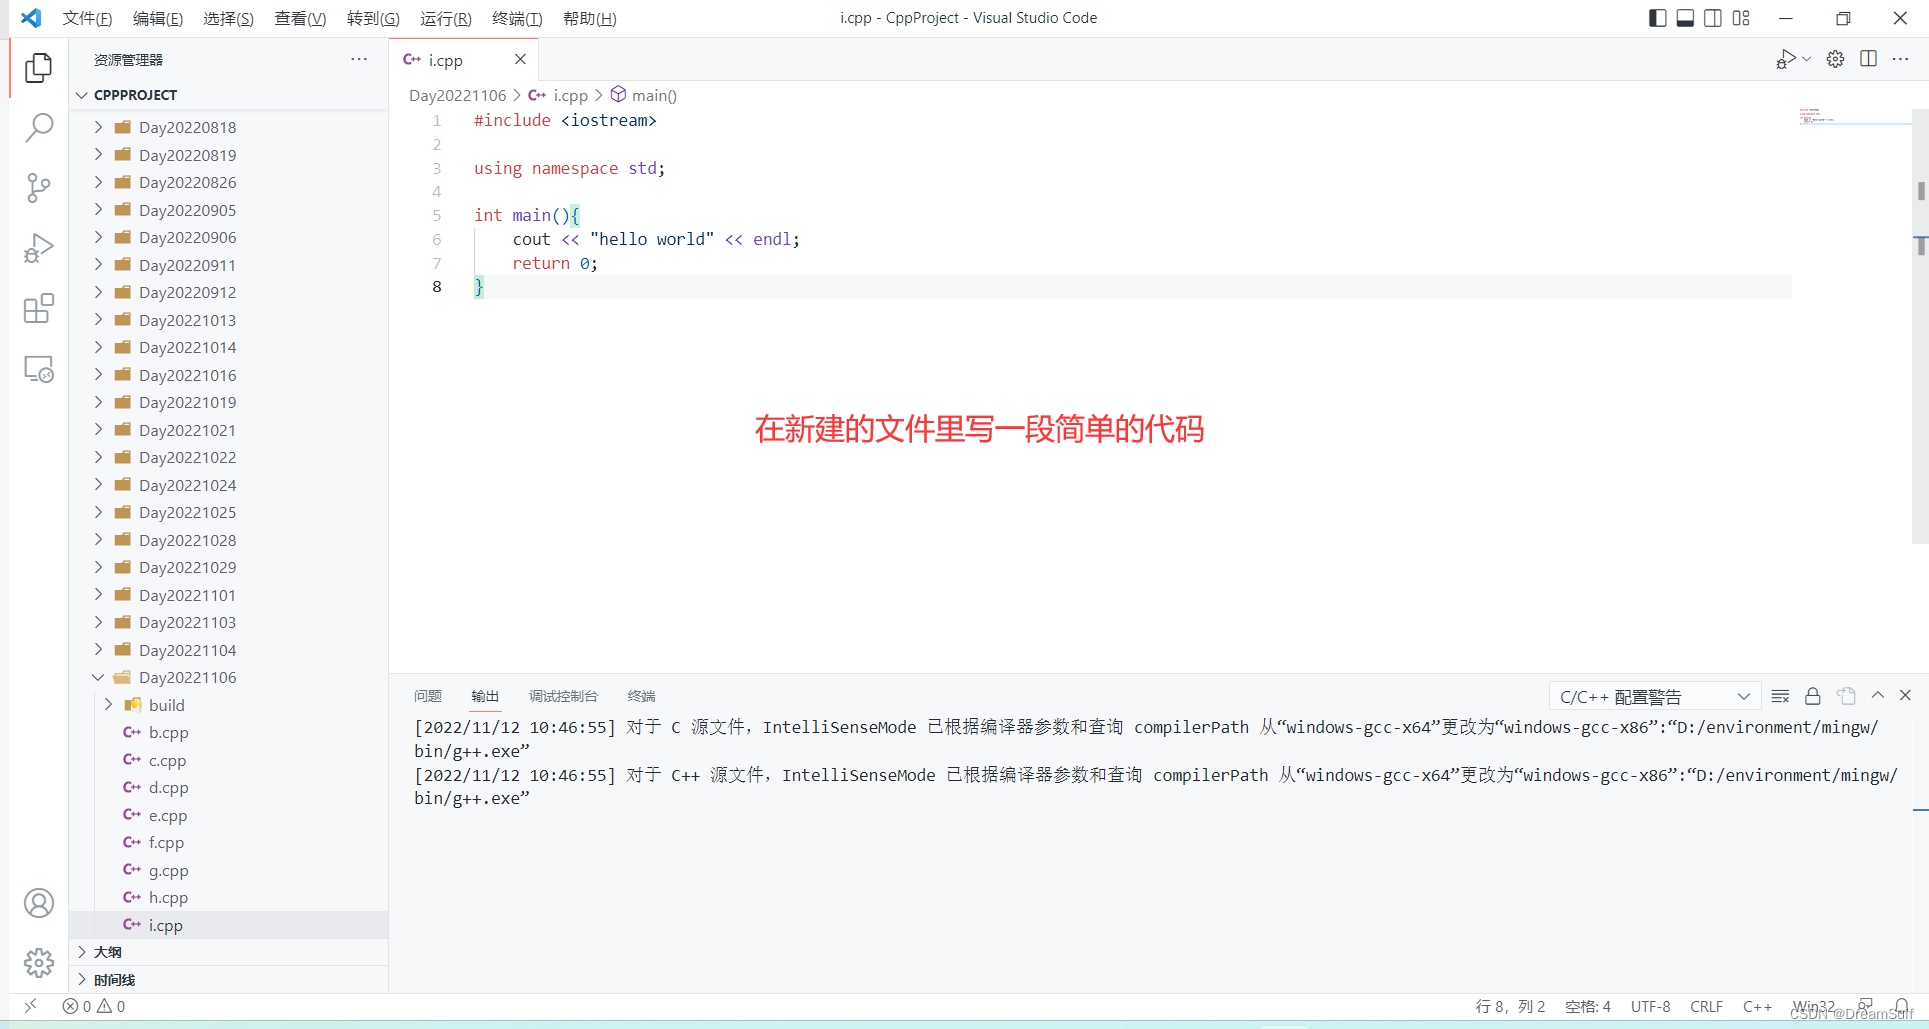 文件(F) 编辑(E) 选择(S) 查看(V) 转到(G) 运行(R) 终端(T) 帮助(H)
i.cpp - CppProject - Visual Studio Code
资源管理器
CPPPROJECT
Day20220818
Day20220819
Day20220826
Day20220905
Day20220906
Day20220911
Day20220912
Day20221013
Day20221014
Day20221016
Day20221019
Day20221021
Day20221022
Day20221024
Day20221025
Day20221028
Day20221029
Day20221101
Day20221103
Day20221104
Day20221106
build
C++ b.cpp
C++ c.cpp
C++ d.cpp
C++ e.cpp
C++ f.cpp
C++ g.cpp
C++ h.cpp
C++ i.cpp
大纲
时间线
C++ i.cpp
Day20221106 > C++ i.cpp > main()
1 #include <iostream>
2
3 using namespace std;
4
5 int main(){
6 cout << "hello world" << endl;
7 return 0;
8 }
在新建的文件里写一段简单的代码
问题 输出 调试控制台 终端
C/C++ 配置警告
[2022/11/12 10:46:55] 对于 C 源文件，IntelliSenseMode 已根据编译器参数和查询 compilerPath 从“windows-gcc-x64”更改为“windows-gcc-x86”:“D:/environment/mingw/
bin/g++.exe”
[2022/11/12 10:46:55] 对于 C++ 源文件，IntelliSenseMode 已根据编译器参数和查询 compilerPath 从“windows-gcc-x64”更改为“windows-gcc-x86”:“D:/environment/mingw/
bin/g++.exe”
0 0
行 8，列 2 空格: 4 UTF-8 CRLF C++ Win32
CSDN @DreamSuff